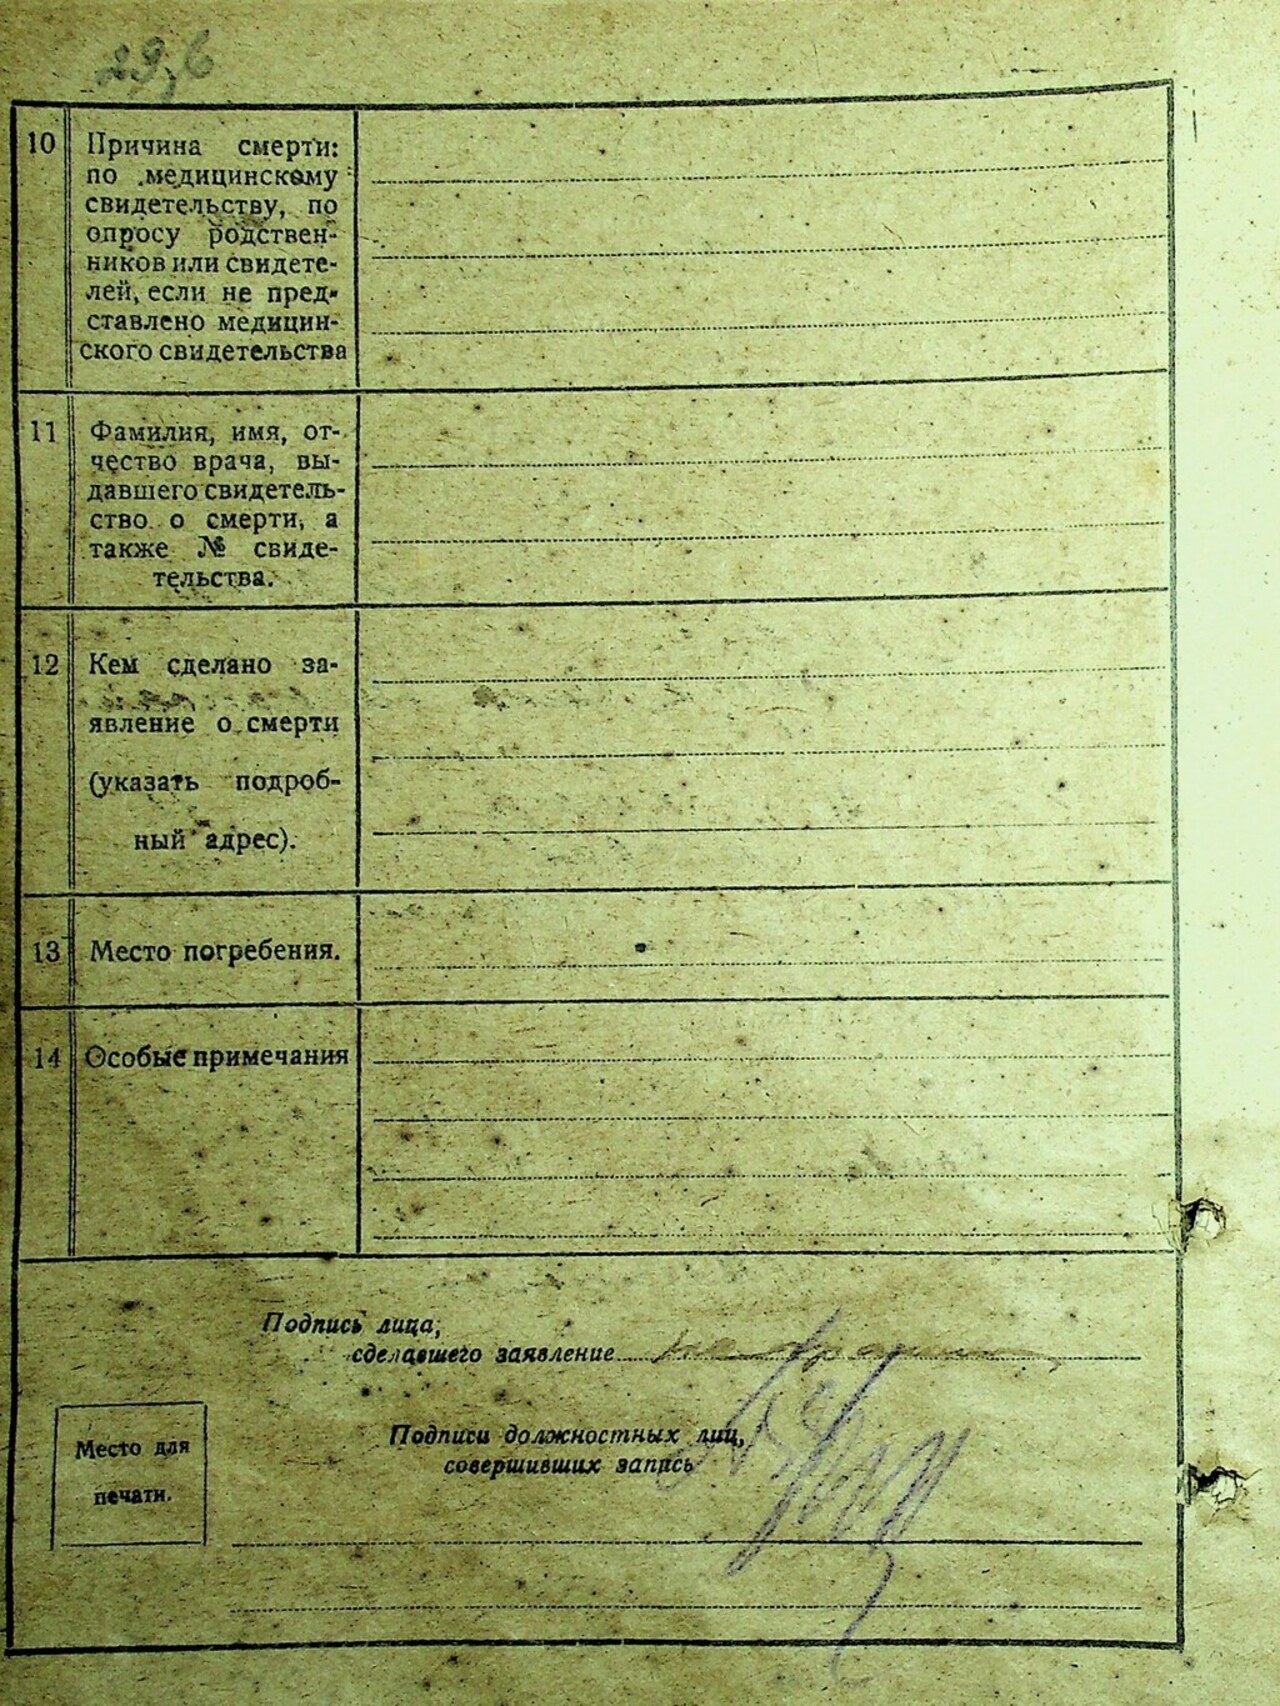 10 Причина смерти:
по медицинскому
свидетельству, по
опросу родствен-
ников или свидете-
лей, если не пред-
ставлено медицин-
ского свидетельства
11 Фамилия, имя, от-
чество врача, вы-
давшего свидетель-
ство о смерти, а
также № свиде-
тельства.
12 Кем сделано за-
явление о смерти
(указать подроб-
ный адрес).
13 Место погребения.
14 Особые примечания
Подпись лица,
сделавшего заявление
Подписи должностных лиц,
совершивших запись
Место для
печати.